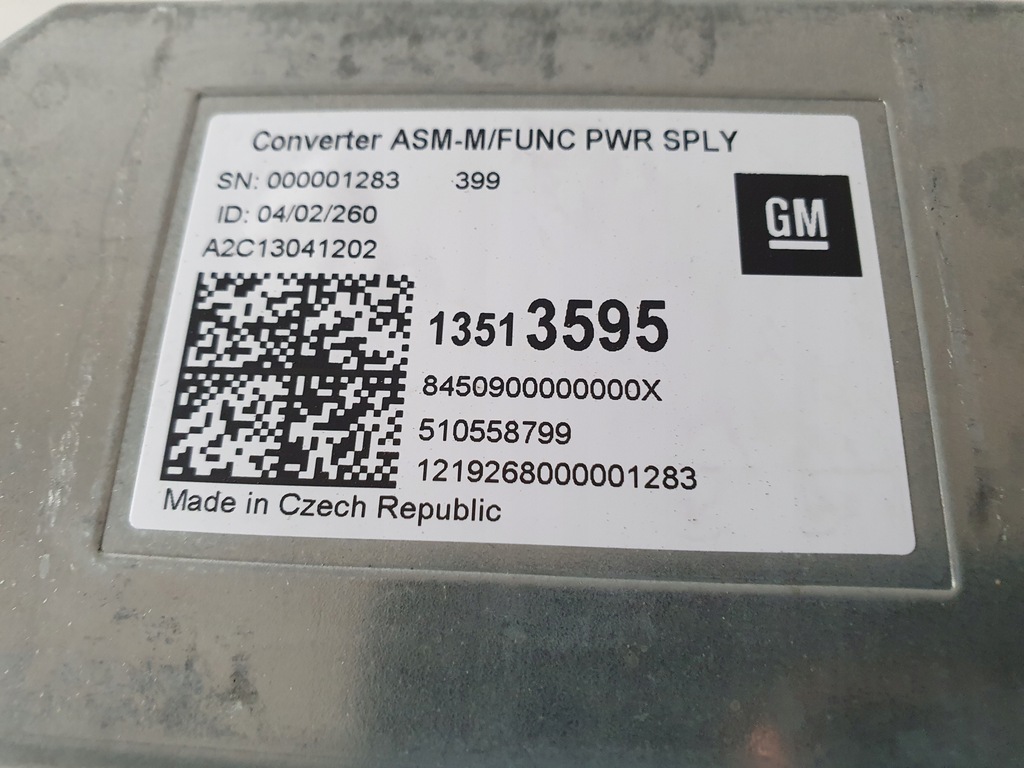 Converter ASM-M/FUNC PWR SPLY
SN: 000001283 399
ID: 04/02/260
A2C13041202
GM
13513595
8450900000000X
510558799
1219268000001283
Made in Czech Republic